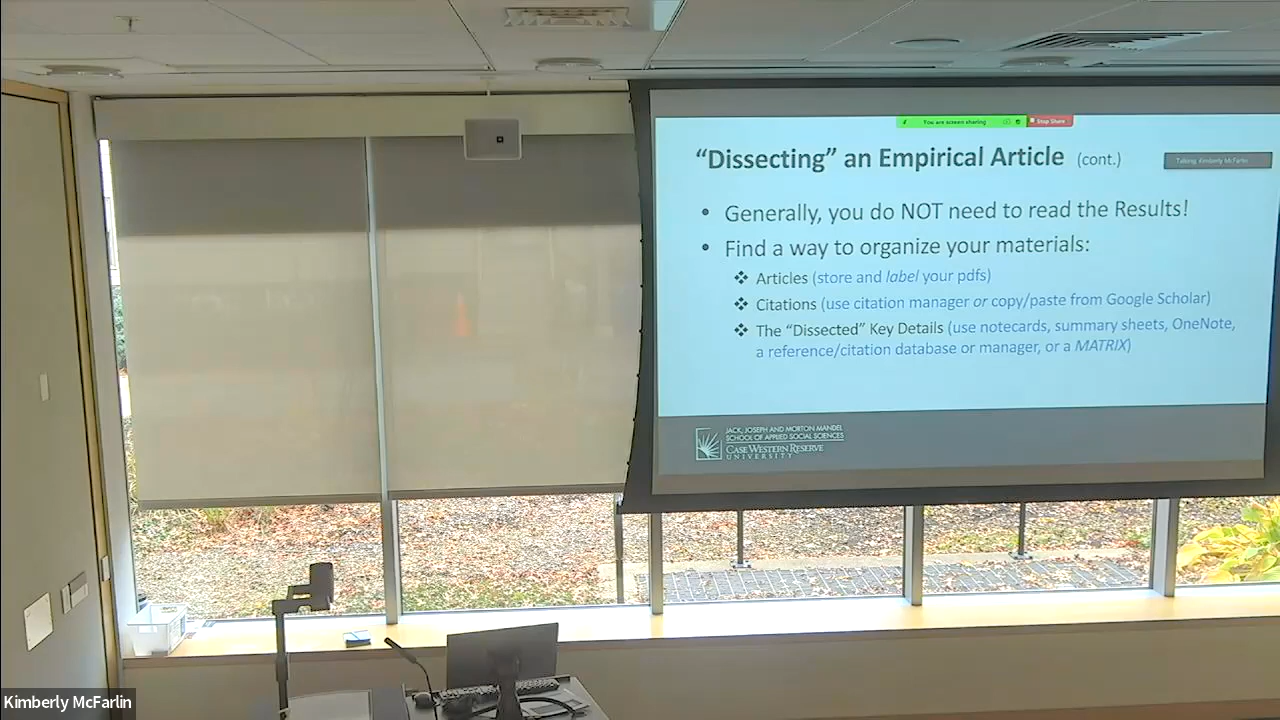 You are screen sharing
Stop Share
"Dissecting" an Empirical Article (cont.)
Talking: Kimberly McFarlin
• Generally, you do NOT need to read the Results!
• Find a way to organize your materials:
❖ Articles (store and label your pdfs)
❖ Citations (use citation manager or copy/paste from Google Scholar)
❖ The "Dissected" Key Details (use notecards, summary sheets, OneNote,
a reference/citation database or manager, or a MATRIX)
JACK, JOSEPH AND MORTON MANDEL
SCHOOL OF APPLIED SOCIAL SCIENCES
CASE WESTERN RESERVE
UNIVERSITY
Kimberly McFarlin